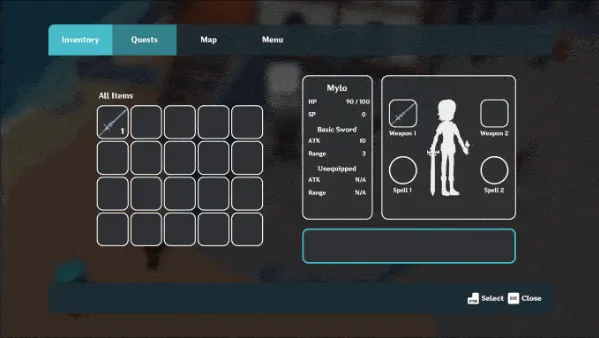 Inventory
Quests
Map
Menu
All Items
1
Mylo
HP 90 / 100
SP 0
Basic Sword
ATK 10
Range 3
Unequipped
ATK N/A
Range N/A
Weapon 1
Weapon 2
Spell 1
Spell 2
Select
Close